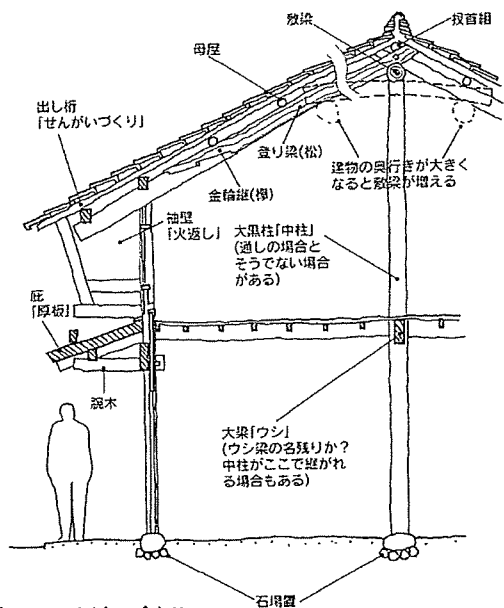 敷梁
扠首組
母屋
出し桁
「せんがいづくり」
登り梁(松)
建物の奥行きが大きく
なると敷梁が増える
金輪継(欅)
袖壁
「火返し」
大黒柱「中柱」
(通しの場合と
そうでない場合
がある)
庇
「厚板」
腕木
大梁「ウシ」
(ウシ梁の名残りか?
中柱がここで継がれ
る場合もある)
石場置